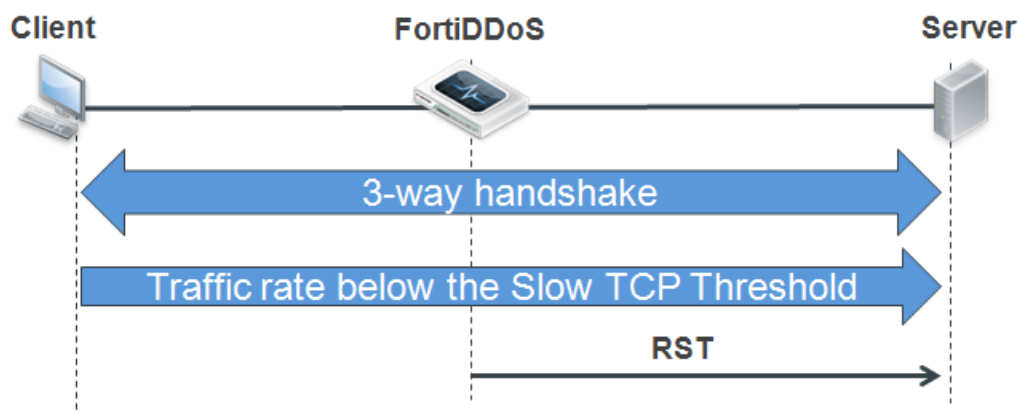 Client
FortiDDoS
Server
3-way handshake
Traffic rate below the Slow TCP Threshold
RST